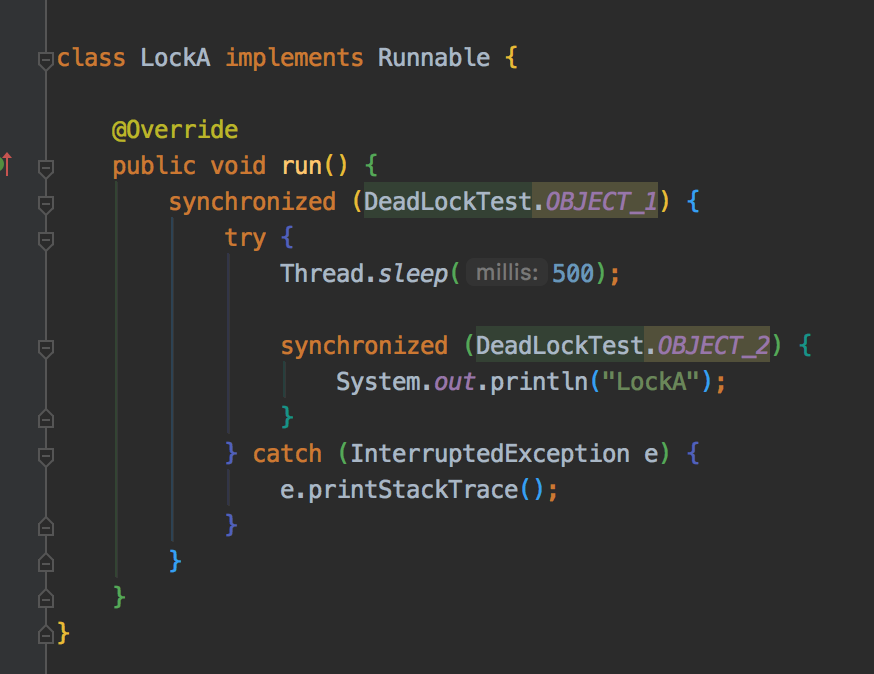 class LockA implements Runnable {
@Override
public void run() {
synchronized (DeadLockTest.OBJECT_1) {
try {
Thread.sleep( millis: 500);
synchronized (DeadLockTest.OBJECT_2) {
System.out.println("LockA");
}
} catch (InterruptedException e) {
e.printStackTrace();
}
}
}
}